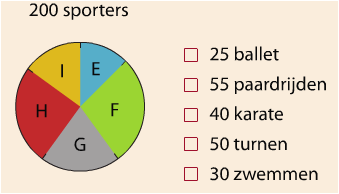 200 sporters
I E
H F
G
25 ballet
55 paardrijden
40 karate
50 turnen
30 zwemmen